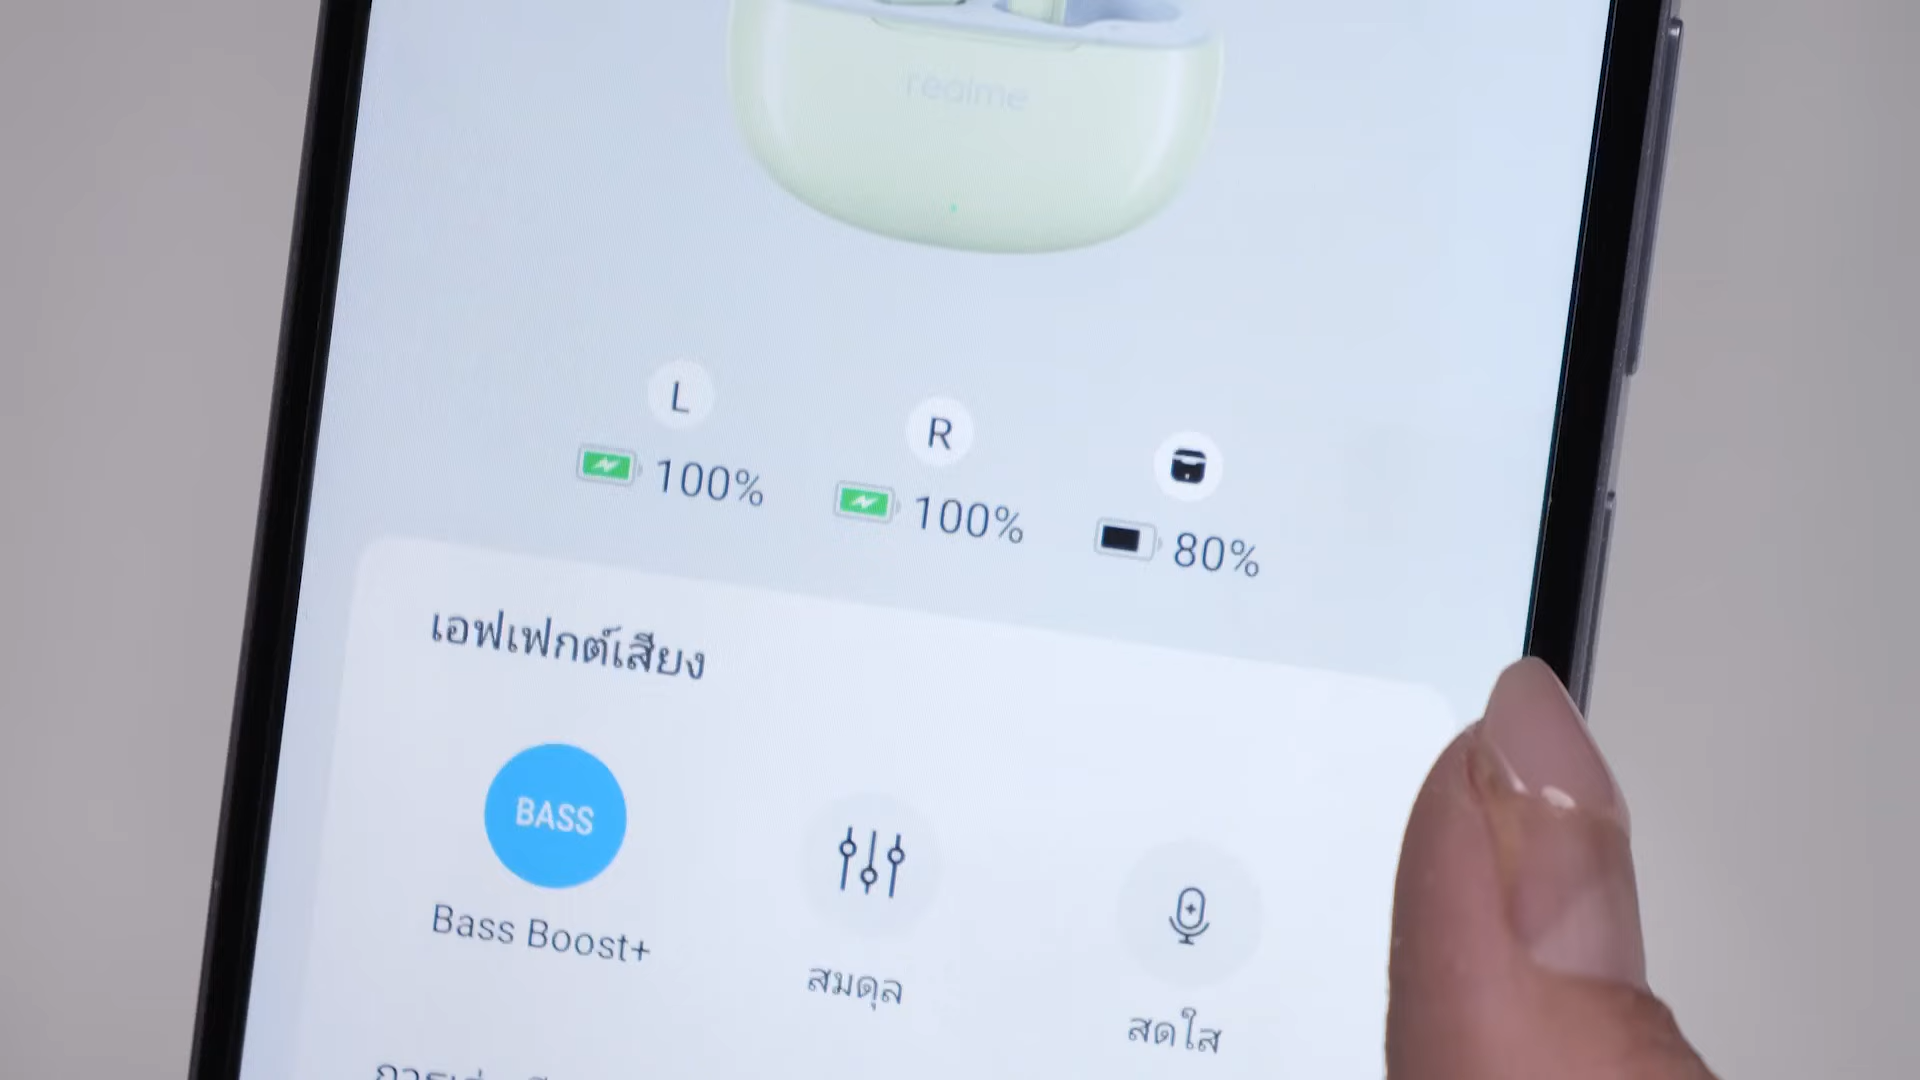 realme
L
R
100%
100%
80%
เอฟเฟกต์เสียง
BASS
Bass Boost+
สมดุล
สดใส